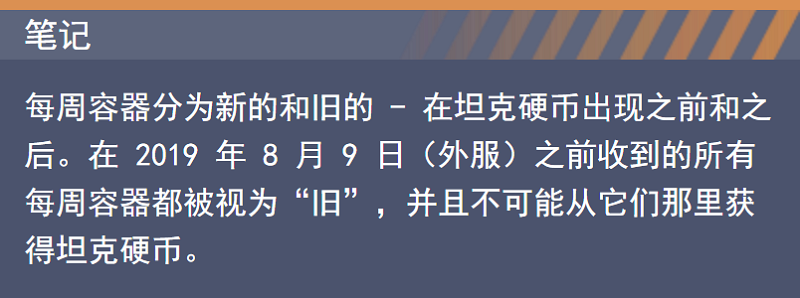 笔记
每周容器分为新的和旧的 - 在坦克硬币出现之前和之
后。在 2019 年 8 月 9 日（外服）之前收到的所有
每周容器都被视为“旧”，并且不可能从它们那里获
得坦克硬币。